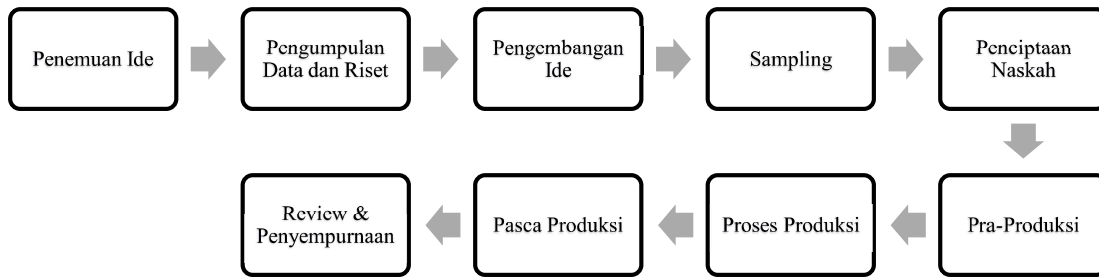 Penemuan Ide
Pengumpulan
Data dan Riset
Pengembangan
Ide
Sampling
Penciptaan
Naskah
Pra-Produksi
Proses Produksi
Pasca Produksi
Review &
Penyempurnaan